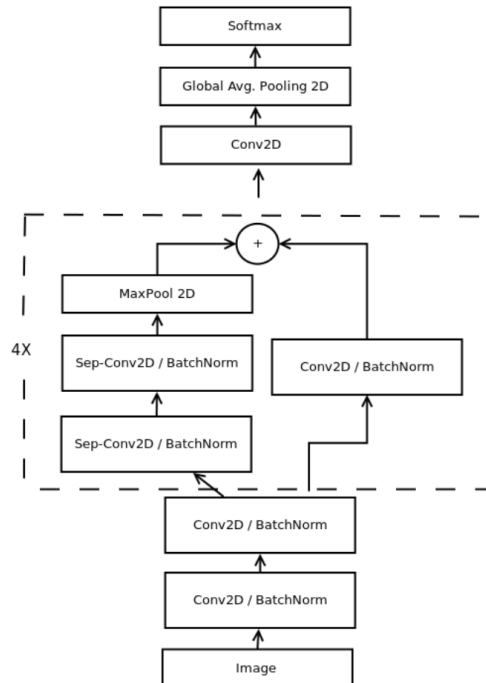 Softmax
Global Avg. Pooling 2D
Conv2D
+
MaxPool 2D
4X
Sep-Conv2D / BatchNorm
Conv2D / BatchNorm
Sep-Conv2D / BatchNorm
Conv2D / BatchNorm
Conv2D / BatchNorm
Image